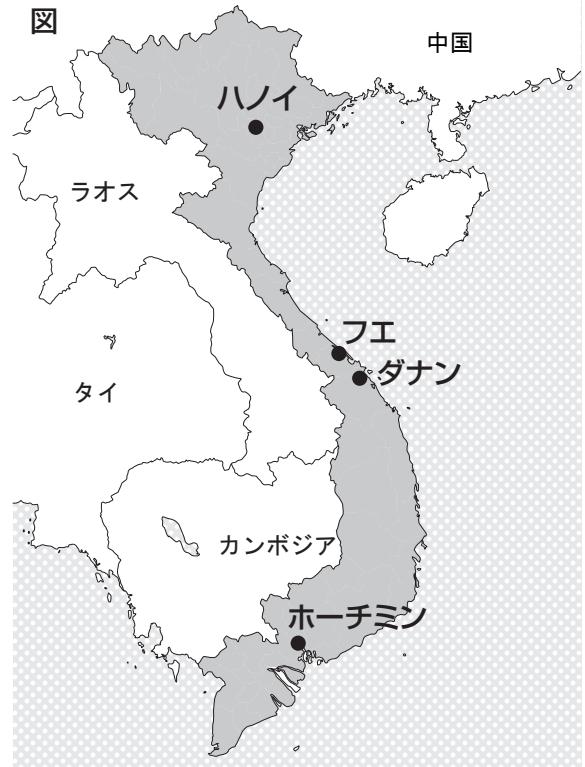 図
中国
ハノイ
ラオス
フエ
ダナン
タイ
カンボジア
ホーチミン